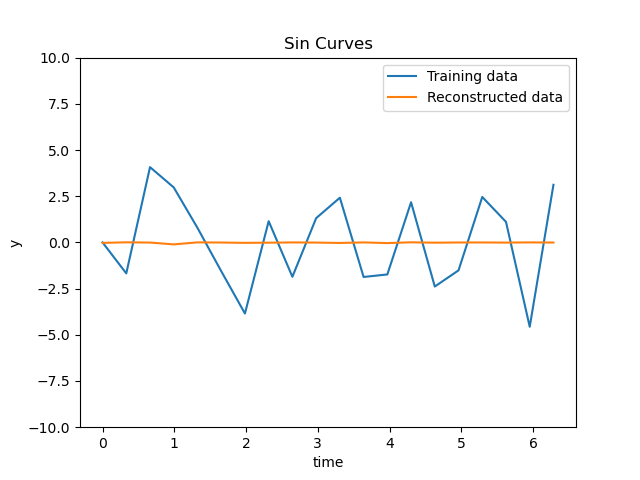 Sin Curves
Training data
Reconstructed data
y
10.0
7.5
5.0
2.5
0.0
−2.5
−5.0
−7.5
−10.0
0 1 2 3 4 5 6
time